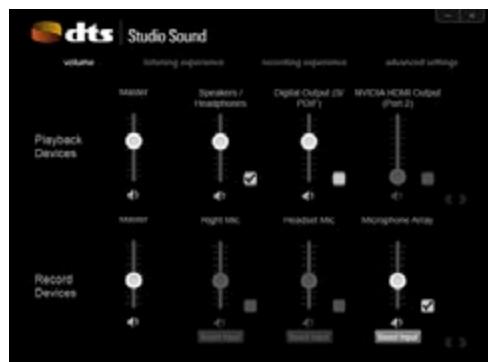 dts Studio Sound
volume listening experience recording experience advanced settings
Master Speakers / Headphones Digital Output (S/PDIF) NVIDIA HDMI Output (Port 2)
Playback
Devices
Master Right Mic Headset Mic Microphone Array
Record
Devices
Boost Input Boost Input Boost Input